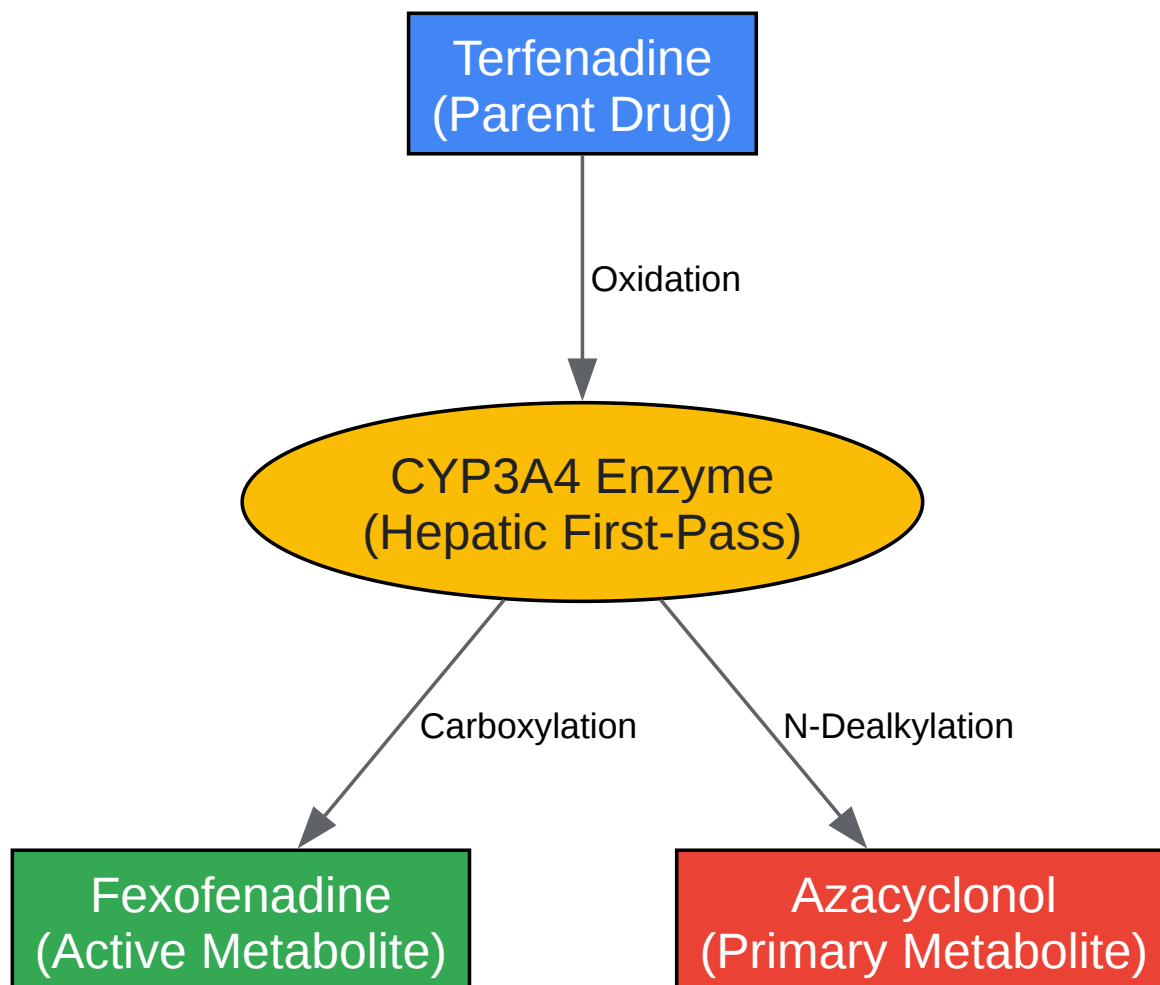 Terfenadine
(Parent Drug)
Oxidation
CYP3A4 Enzyme
(Hepatic First-Pass)
Carboxylation
N-Dealkylation
Fexofenadine
(Active Metabolite)
Azacyclonol
(Primary Metabolite)